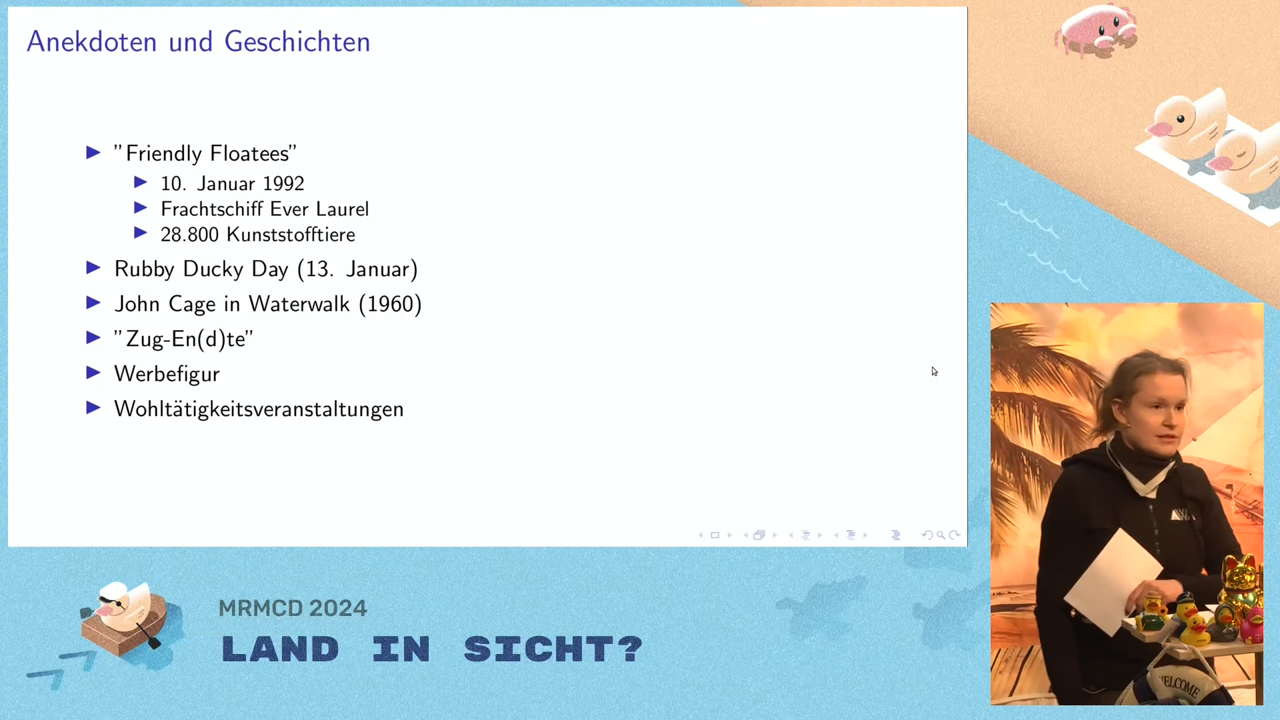 Anekdoten und Geschichten
"Friendly Floatees"
10. Januar 1992
Frachtschiff Ever Laurel
28.800 Kunststofftiere
Rubby Ducky Day (13. Januar)
John Cage in Waterwalk (1960)
"Zug-En(d)te"
Werbefigur
Wohltätigkeitsveranstaltungen
MRMCD 2024
LAND IN SICHT?
WELCOME